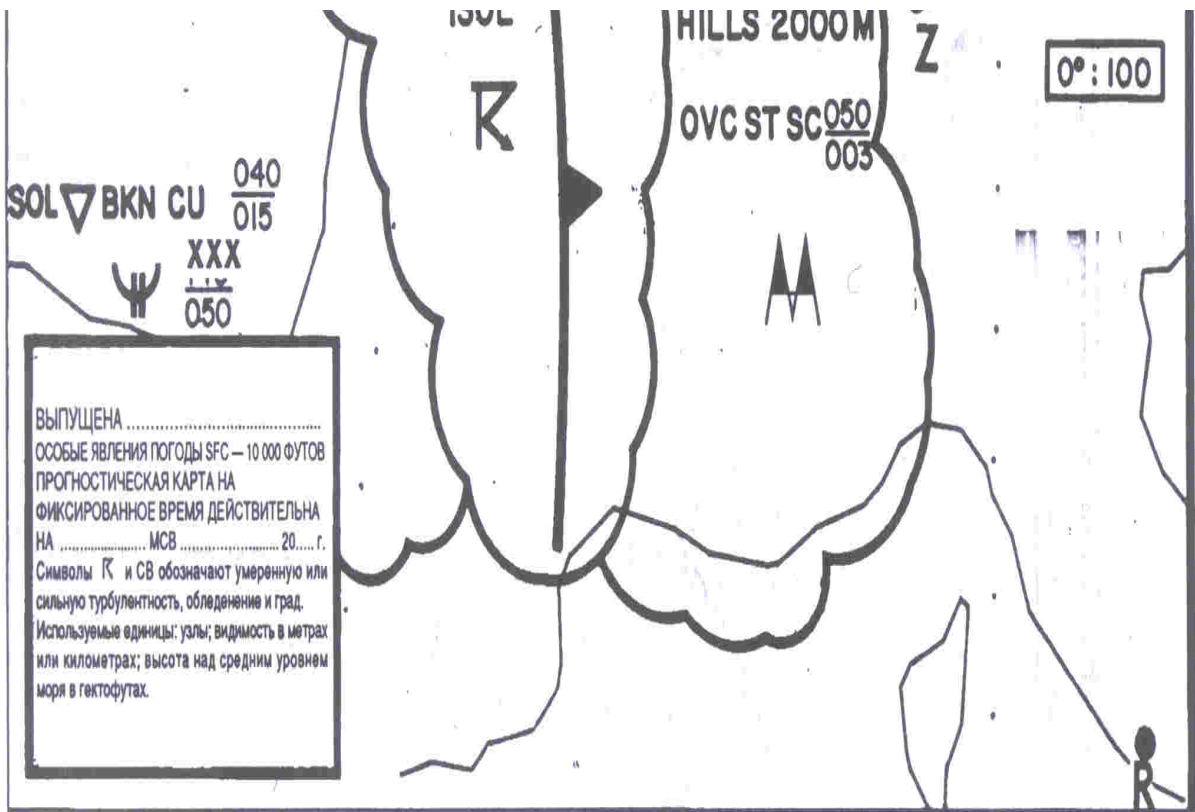 HILLS 2000 M
Z
0° : 100
OVC ST SC 050
003
SOL BKN CU 040
015
XXX
050
ВЫПУЩЕНА ..........................................
ОСОБЫЕ ЯВЛЕНИЯ ПОГОДЫ SFC — 10 000 ФУТОВ
ПРОГНОСТИЧЕСКАЯ КАРТА НА
ФИКСИРОВАННОЕ ВРЕМЯ ДЕЙСТВИТЕЛЬНА
НА .................. МСВ ..................... 20..... г.
Символы и СВ обозначают умеренную или
сильную турбулентность, обледенение и град.
Используемые единицы: узлы; видимость в метрах
или километрах; высота над средним уровнем
моря в гектофутах.
R